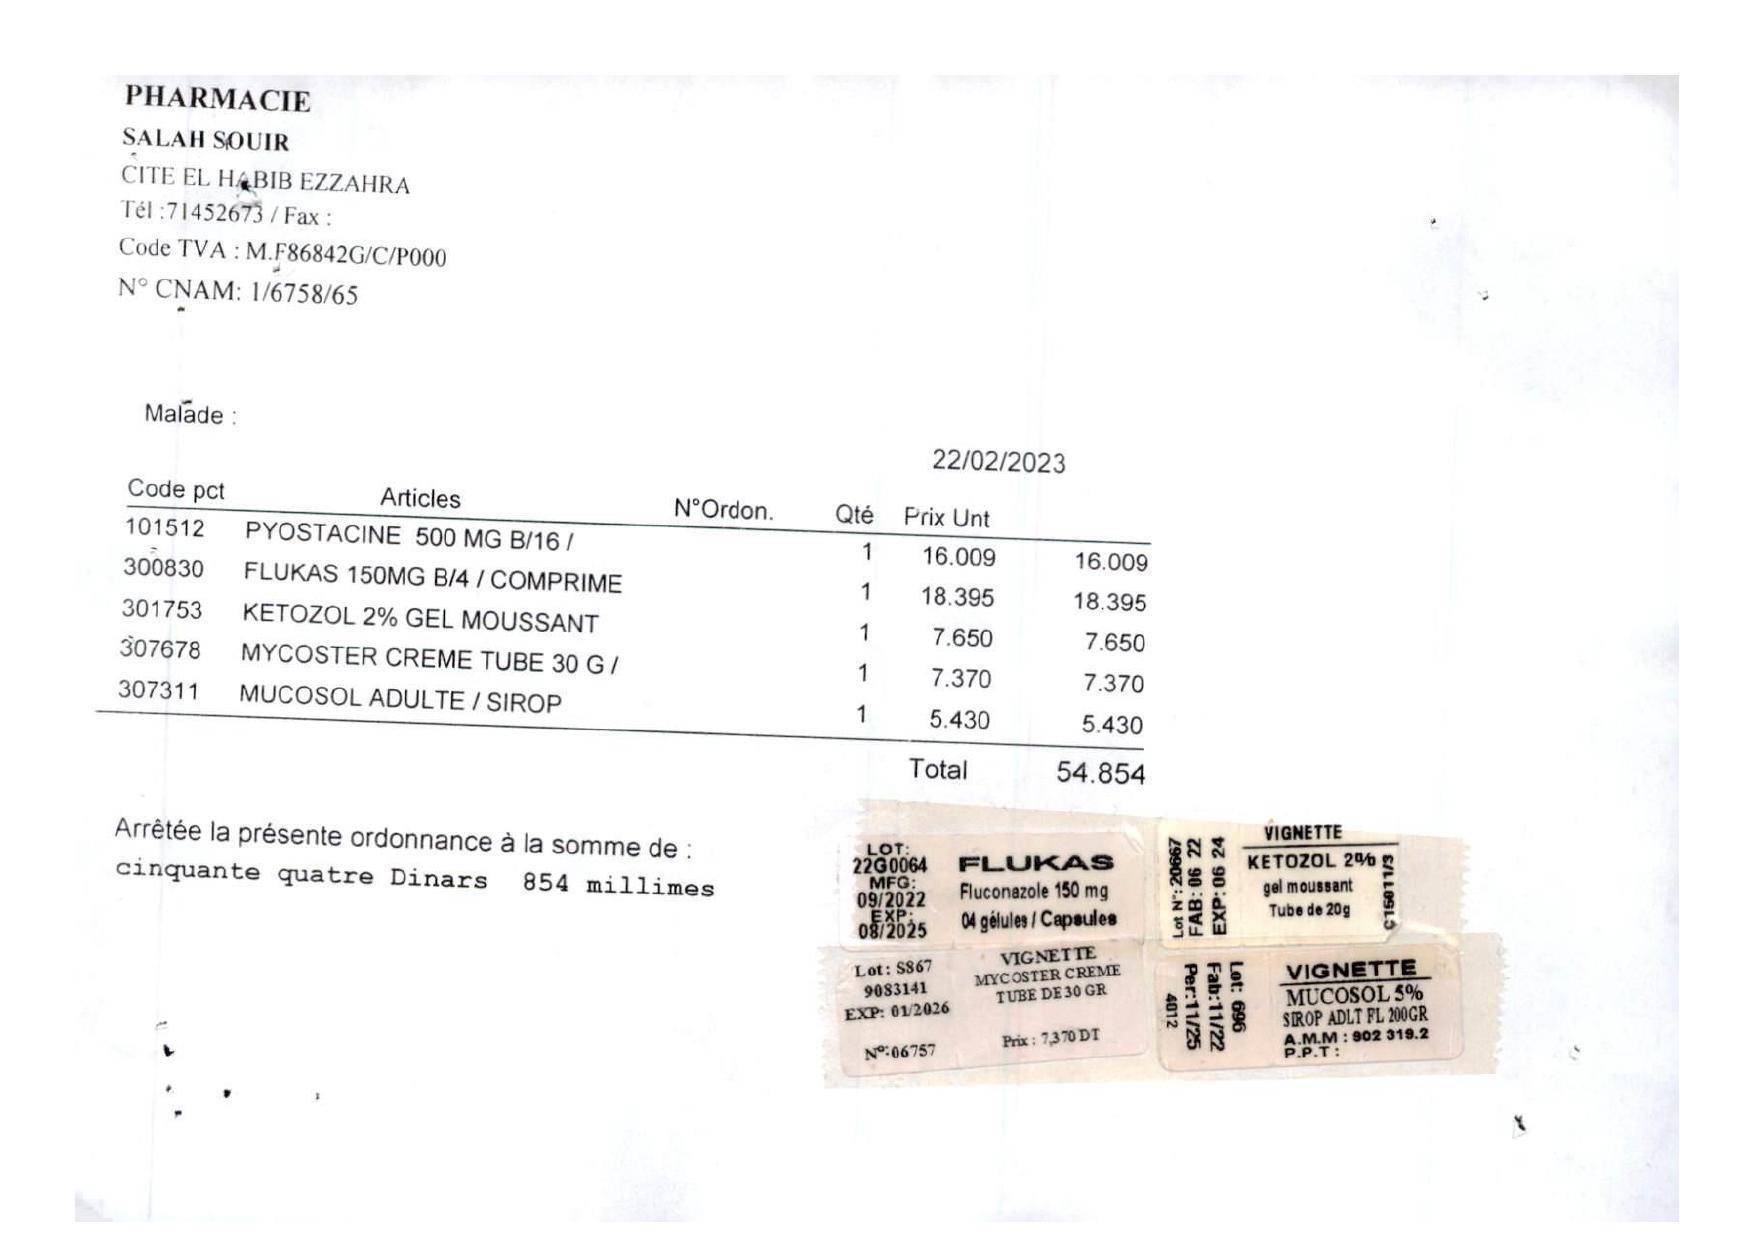 PHARMACIE
SALAH SOUIR
CITE EL HABIB EZZAHRA
Tél :71452673 / Fax :
Code TVA : M.F86842G/C/P000
N° CNAM: 1/6758/65
Malade :
22/02/2023
Code pct Articles N°Ordon. Qté Prix Unt
101512 PYOSTACINE 500 MG B/16 / 1 16.009 16.009
300830 FLUKAS 150MG B/4 / COMPRIME 1 18.395 18.395
301753 KETOZOL 2% GEL MOUSSANT 1 7.650 7.650
307678 MYCOSTER CREME TUBE 30 G / 1 7.370 7.370
307311 MUCOSOL ADULTE / SIROP 1 5.430 5.430
Total 54.854
Arrêtée la présente ordonnance à la somme de :
cinquante quatre Dinars 854 millimes
LOT:
22G0064
MFG:
09/2022
EXP:
08/2025
FLUKAS
Fluconazole 150 mg
04 gélules / Capsules
Lot N°: 20667
FAB: 06 22
EXP: 06 24
VIGNETTE
KETOZOL 2%
gel moussant
Tube de 20g
C15011/3
Lot: S867
9083141
EXP: 01/2026
N°:06757
VIGNETTE
MYCOSTER CREME
TUBE DE 30 GR
Prix : 7,370 DT
Lot: 696
Fab:11/22
Per:11/25
4012
VIGNETTE
MUCOSOL 5%
SIROP ADLT FL 200GR
A.M.M : 902 319.2
P.P.T :